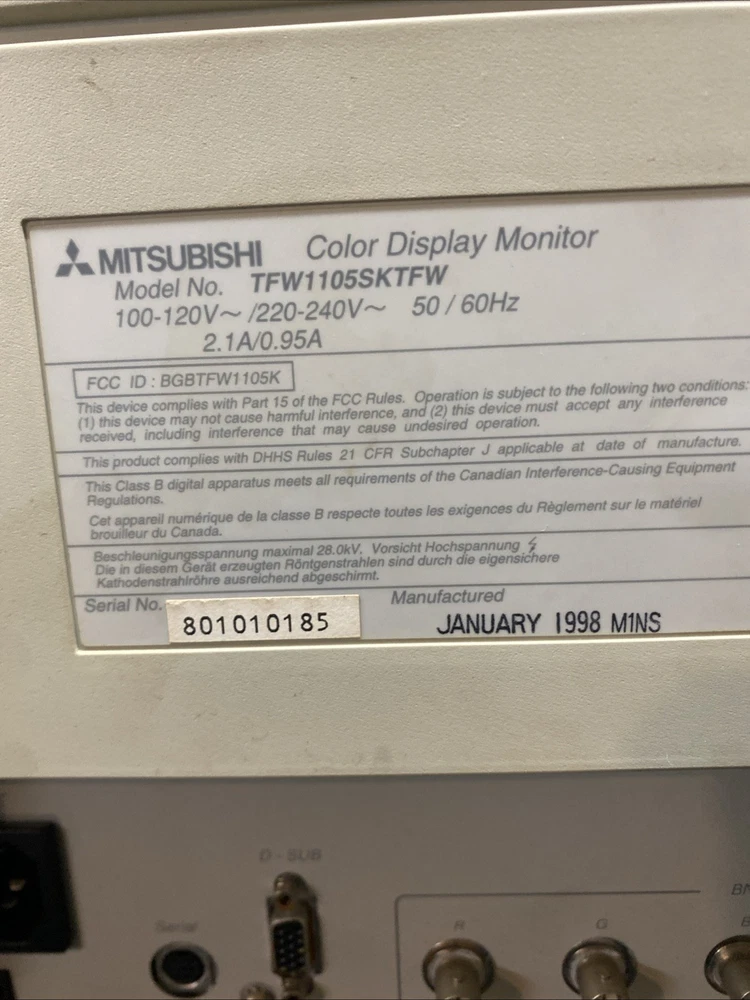 MITSUBISHI Color Display Monitor
Model No. TFW1105SKTFW
100-120V~ /220-240V~ 50 / 60Hz
2.1A/0.95A
FCC ID : BGBTFW1105K
This device complies with Part 15 of the FCC Rules. Operation is subject to the following two conditions:
(1) this device may not cause harmful interference, and (2) this device must accept any interference
received, including interference that may cause undesired operation.
This product complies with DHHS Rules 21 CFR Subchapter J applicable at date of manufacture.
This Class B digital apparatus meets all requirements of the Canadian Interference-Causing Equipment
Regulations.
Cet appareil numérique de la classe B respecte toutes les exigences du Règlement sur le matériel
brouilleur du Canada.
Beschleunigungsspannung maximal 28.0kV. Vorsicht Hochspannung
Die in diesem Gerät erzeugten Röntgenstrahlen sind durch die eigensichere
Kathodenstrahlröhre ausreichend abgeschirmt.
Serial No. 801010185
Manufactured
JANUARY 1998 M1NS
D-SUB
Serial
R G